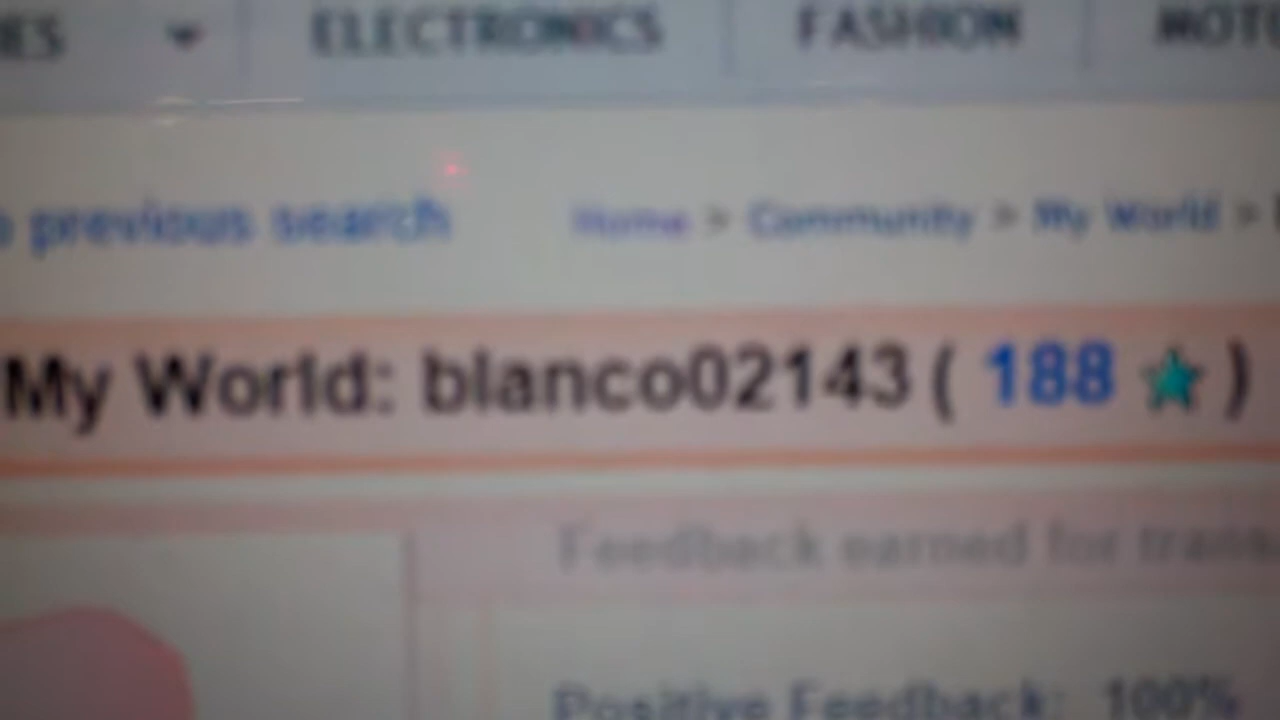 ELECTRONICS FASHION
previous search Home > Community > My World >
My World: blanco02143 ( 188 ★ )
Feedback earned for
Positive Feedback: 100%